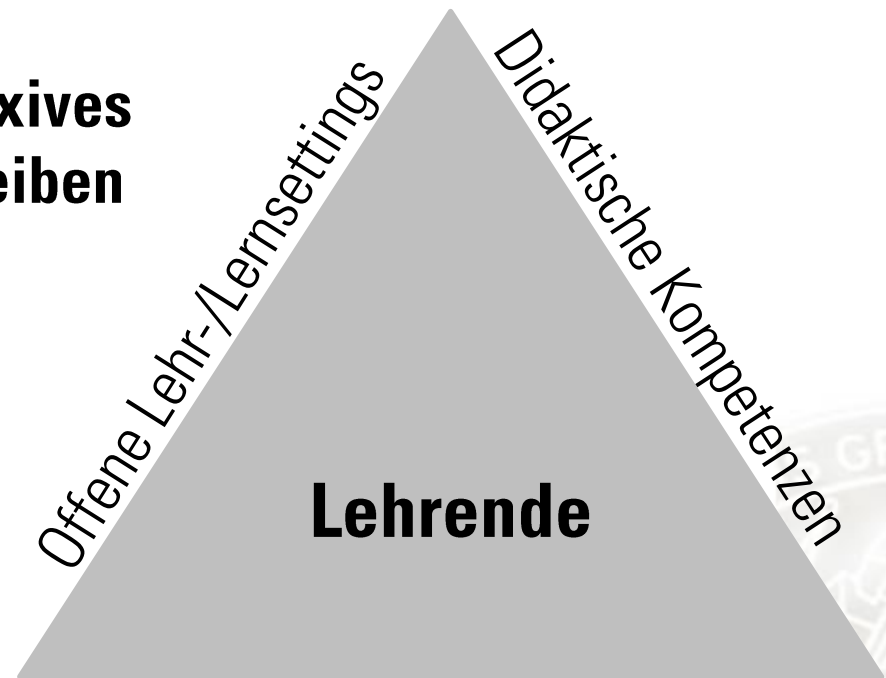 xives
eiben
Offene Lehr-/Lernsettings
Didaktische Kompetenzen
Lehrende